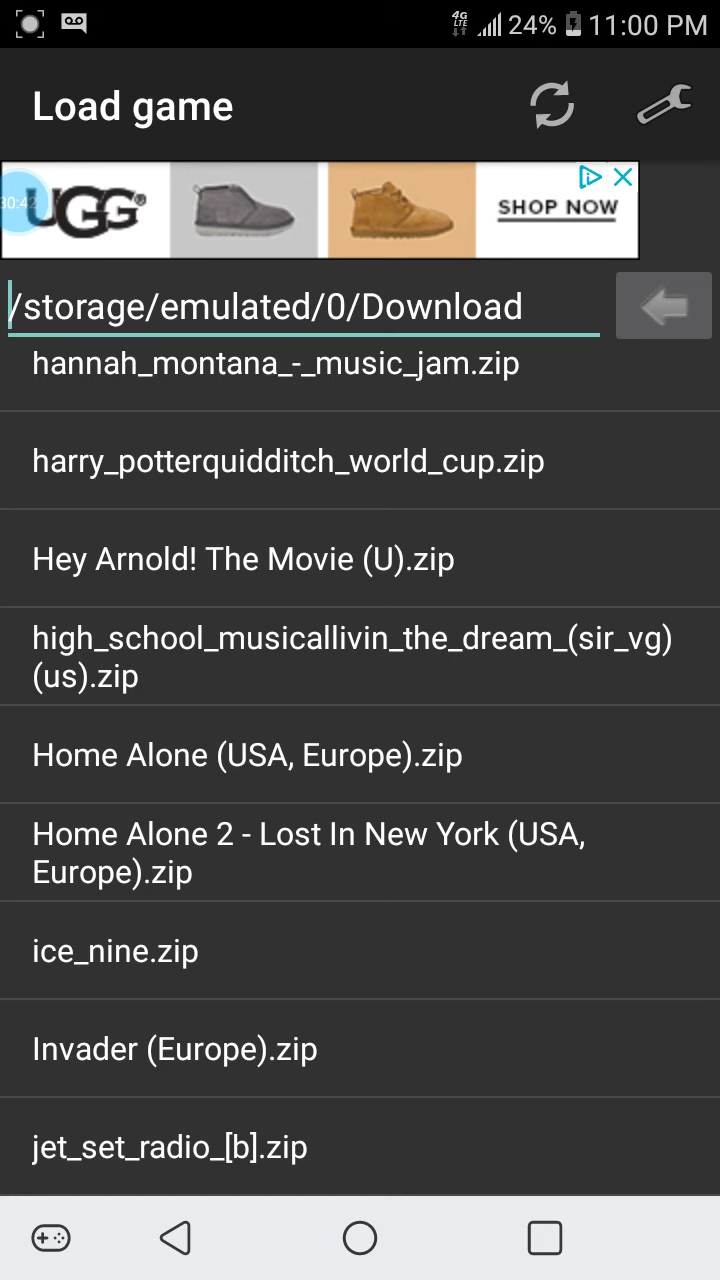 4G
LTE
24%
11:00 PM
Load game
30:42
UGG®
SHOP NOW
/storage/emulated/0/Download
hannah_montana_-_music_jam.zip
harry_potterquidditch_world_cup.zip
Hey Arnold! The Movie (U).zip
high_school_musicallivin_the_dream_(sir_vg)
(us).zip
Home Alone (USA, Europe).zip
Home Alone 2 - Lost In New York (USA,
Europe).zip
ice_nine.zip
Invader (Europe).zip
jet_set_radio_[b].zip